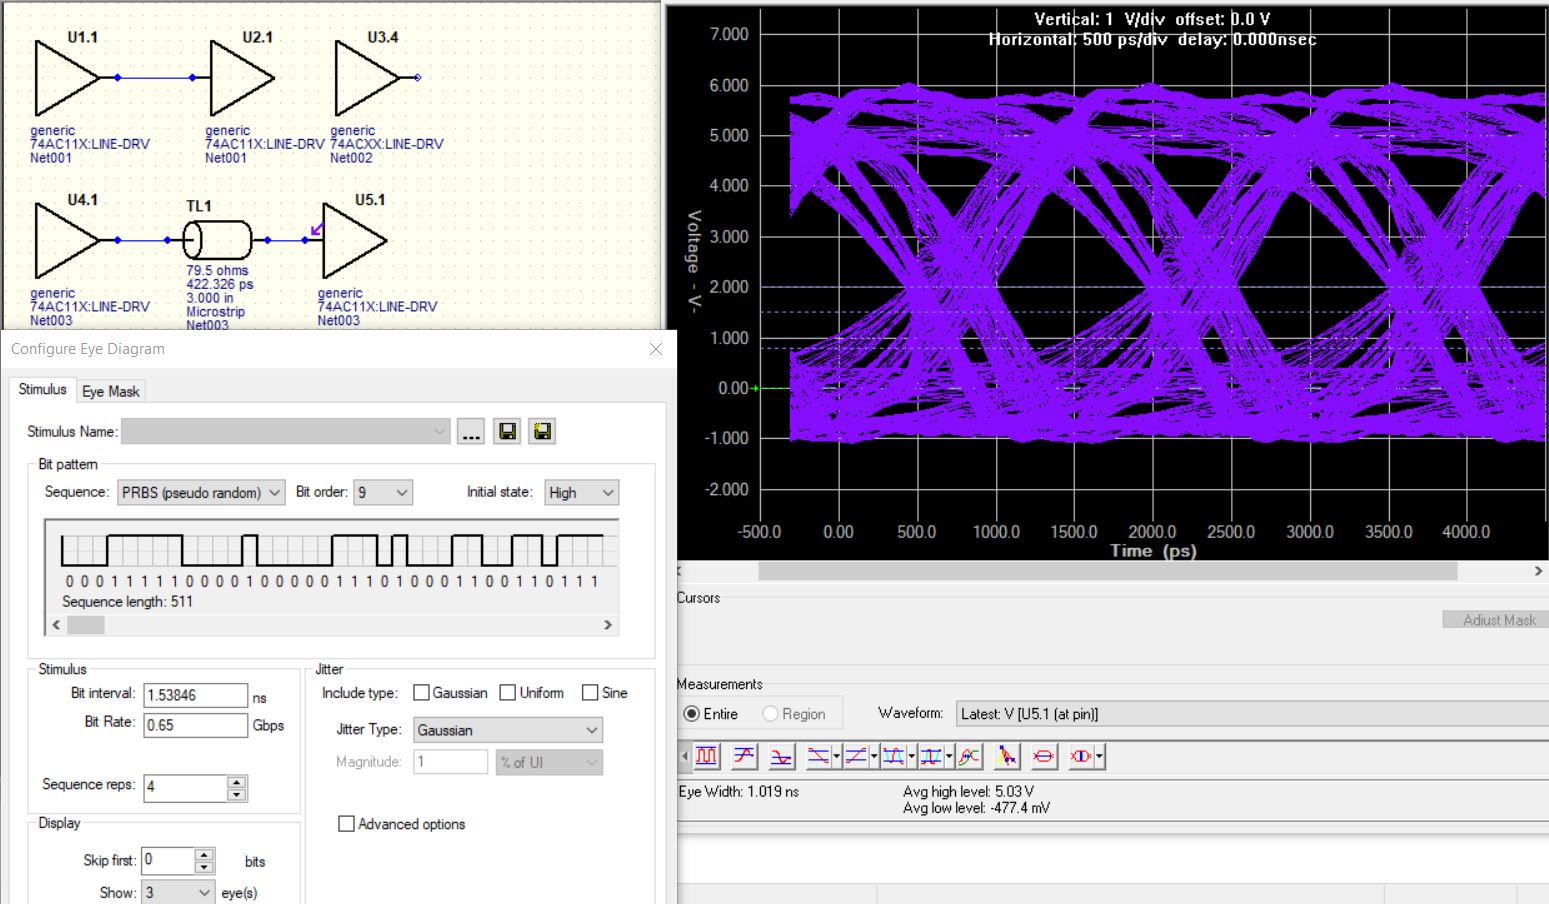 U1.1
U2.1
U3.4
generic
74AC11X:LINE-DRV
Net001
generic
74AC11X:LINE-DRV
Net001
generic
74ACXX:LINE-DRV
Net002
U4.1
TL1
U5.1
79.5 ohms
422.326 ps
3.000 in
Microstrip
Net003
generic
74AC11X:LINE-DRV
Net003
generic
74AC11X:LINE-DRV
Net003
Vertical: 1 V/div offset: 0.0 V
Horizontal: 500 ps/div delay: 0.000nsec
7.000
6.000
5.000
4.000
3.000
2.000
1.000
0.00
-1.000
-2.000
Voltage - V-
-500.0 0.00 500.0 1000.0 1500.0 2000.0 2500.0 3000.0 3500.0 4000.0
Time (ps)
Configure Eye Diagram
Stimulus Eye Mask
Stimulus Name: ...
Bit pattern
Sequence: PRBS (pseudo random) Bit order: 9 Initial state: High
0 0 0 1 1 1 1 1 0 0 0 0 1 0 0 0 0 0 1 1 1 0 1 0 0 0 1 1 0 0 1 1 0 1 1 1
Sequence length: 511
Stimulus
Bit interval: 1.53846 ns
Bit Rate: 0.65 Gbps
Sequence reps: 4
Display
Skip first: 0 bits
Show: 3 eye(s)
Jitter
Include type: Gaussian Uniform Sine
Jitter Type: Gaussian
Magnitude: 1 % of UI
Advanced options
Cursors
Adjust Mask
Measurements
Entire Region Waveform: Latest: V [U5.1 (at pin)]
Eye Width: 1.019 ns
Avg high level: 5.03 V
Avg low level: -477.4 mV